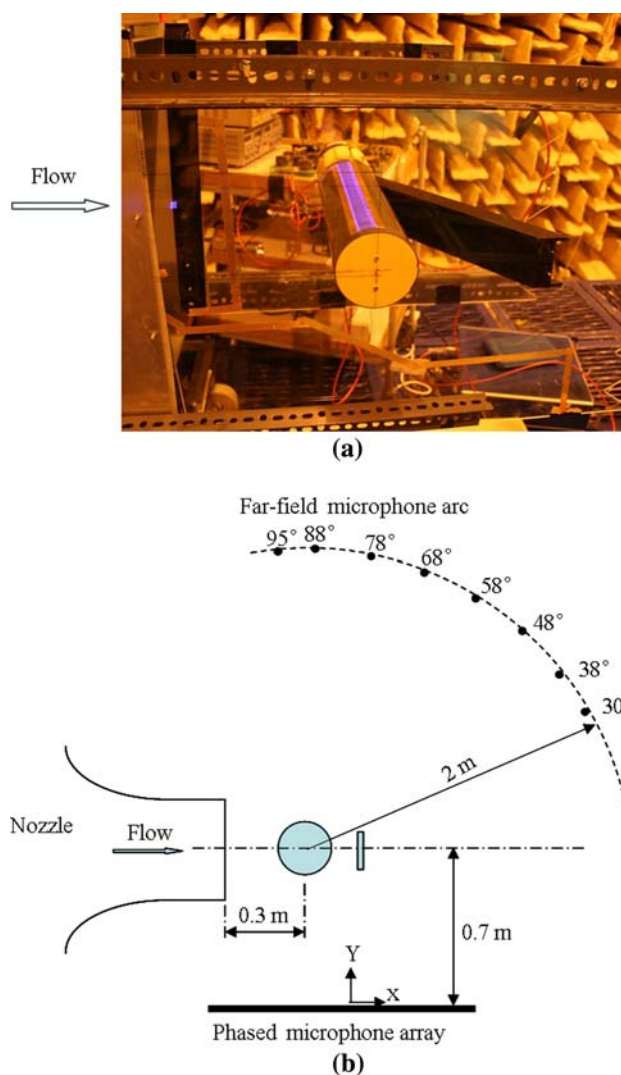 Flow
(a)
Far-field microphone arc
95° 88° 78° 68° 58° 48° 38° 30
2 m
Nozzle
Flow
0.3 m
0.7 m
Y
X
Phased microphone array
(b)